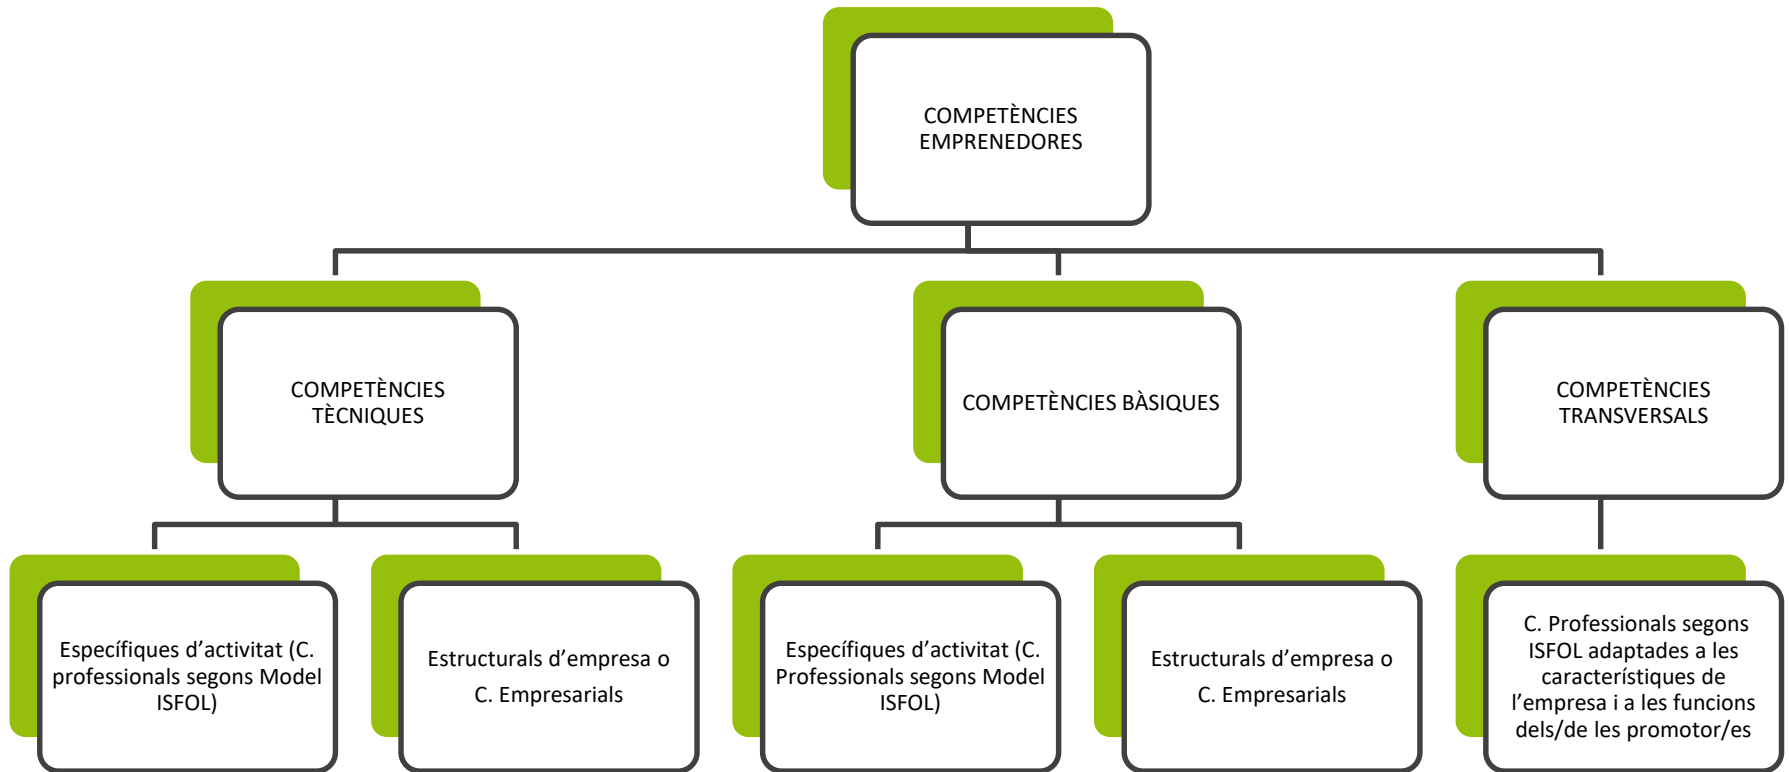 COMPETÈNCIES
EMPRENEDORES
COMPETÈNCIES
TÈCNIQUES
COMPETÈNCIES BÀSIQUES
COMPETÈNCIES
TRANSVERSALS
Específiques d’activitat (C.
professionals segons Model
ISFOL)
Estructurals d’empresa o
C. Empresarials
Específiques d’activitat (C.
Professionals segons Model
ISFOL)
Estructurals d’empresa o
C. Empresarials
C. Professionals segons
ISFOL adaptades a les
característiques de
l’empresa i a les funcions
dels/de les promotor/es